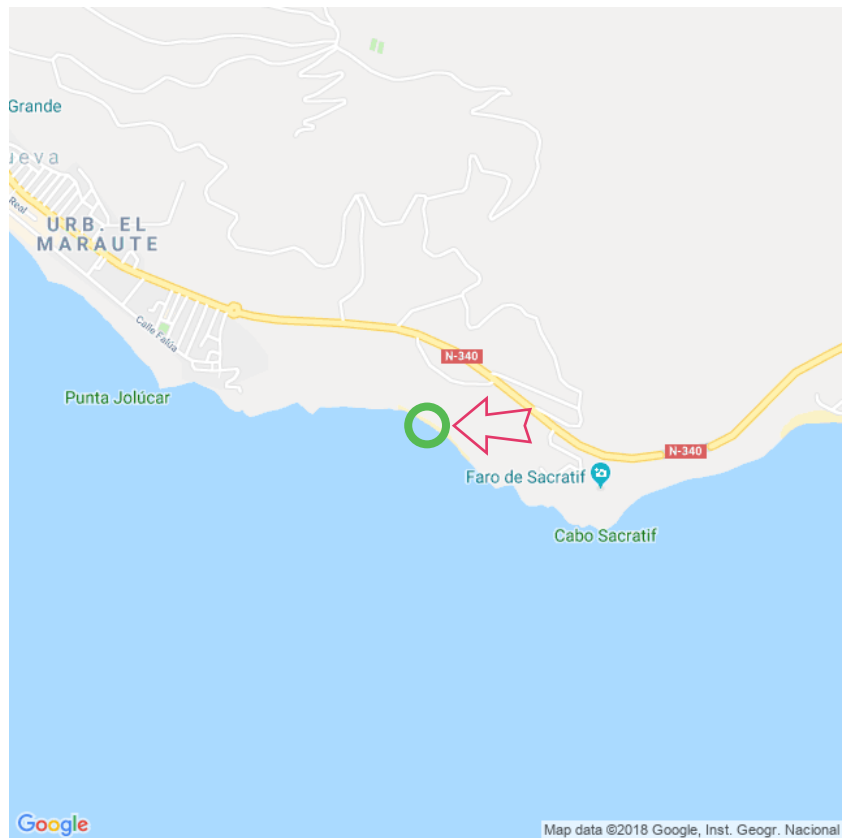 Grande
ueva
Real
URB. EL
MARAUTE
Calle Falúa
N-340
Punta Jolúcar
N-340
Faro de Sacratif
Cabo Sacratif
Google
Map data ©2018 Google, Inst. Geogr. Nacional